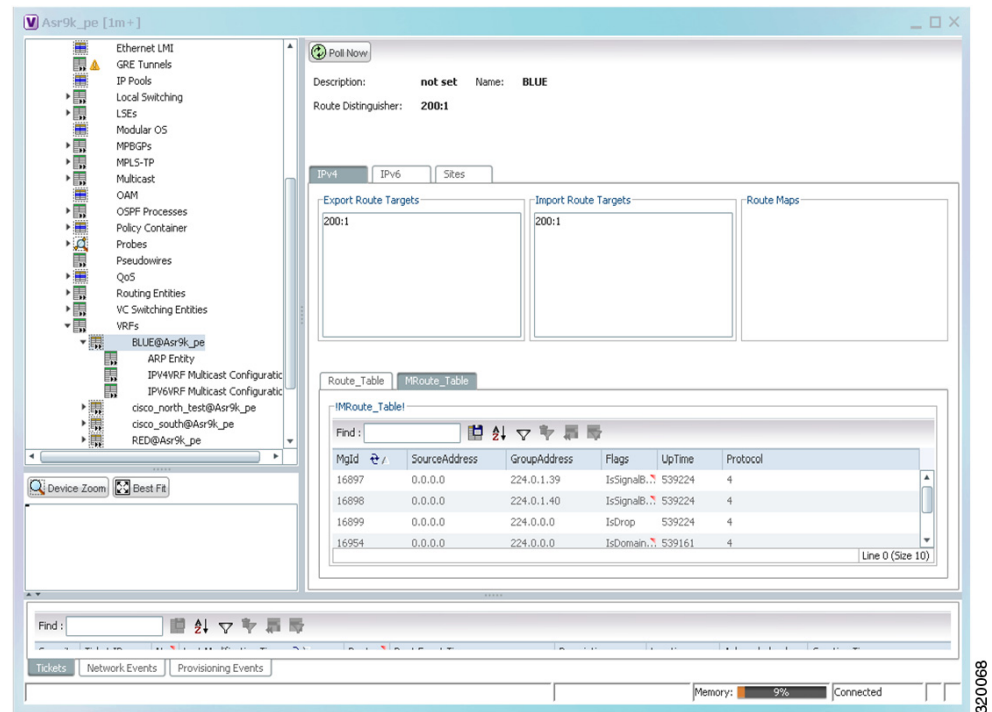 V Asr9k_pe [1m+]
Ethernet LMI
GRE Tunnels
IP Pools
Local Switching
LSEs
Modular OS
MPBGPs
MPLS-TP
Multicast
OAM
OSPF Processes
Policy Container
Probes
Pseudowires
QoS
Routing Entities
VC Switching Entities
VRFs
BLUE@Asr9k_pe
ARP Entity
IPV4VRF Multicast Configuratic
IPV6VRF Multicast Configuratic
cisco_north_test@Asr9k_pe
cisco_south@Asr9k_pe
RED@Asr9k_pe
Device Zoom Best Fit
Poll Now
Description: not set Name: BLUE
Route Distinguisher: 200:1
IPv4 IPv6 Sites
Export Route Targets Import Route Targets Route Maps
200:1 200:1
Route_Table MRoute_Table
!MRoute_Table!
Find :
MgId SourceAddress GroupAddress Flags UpTime Protocol
16897 0.0.0.0 224.0.1.39 IsSignalB.. 539224 4
16898 0.0.0.0 224.0.1.40 IsSignalB.. 539224 4
16899 0.0.0.0 224.0.0.0 IsDrop 539224 4
16954 0.0.0.0 224.0.0.0 IsDomain.. 539161 4
Line 0 (Size 10)
Find :
Tickets Network Events Provisioning Events
Memory: 9% Connected
320068